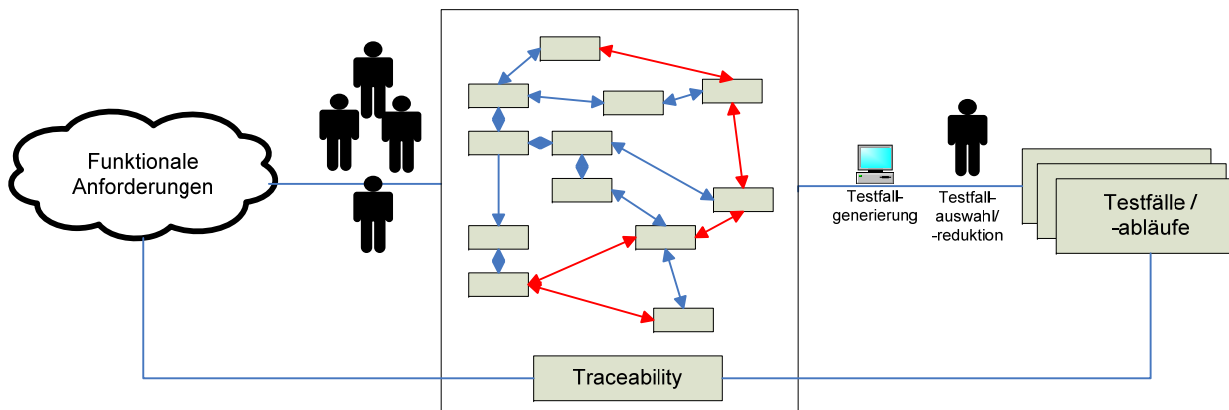 Funktionale
Anforderungen
Testfall-
generierung
Testfall-
auswahl/
-reduktion
Testfälle /
-abläufe
Traceability